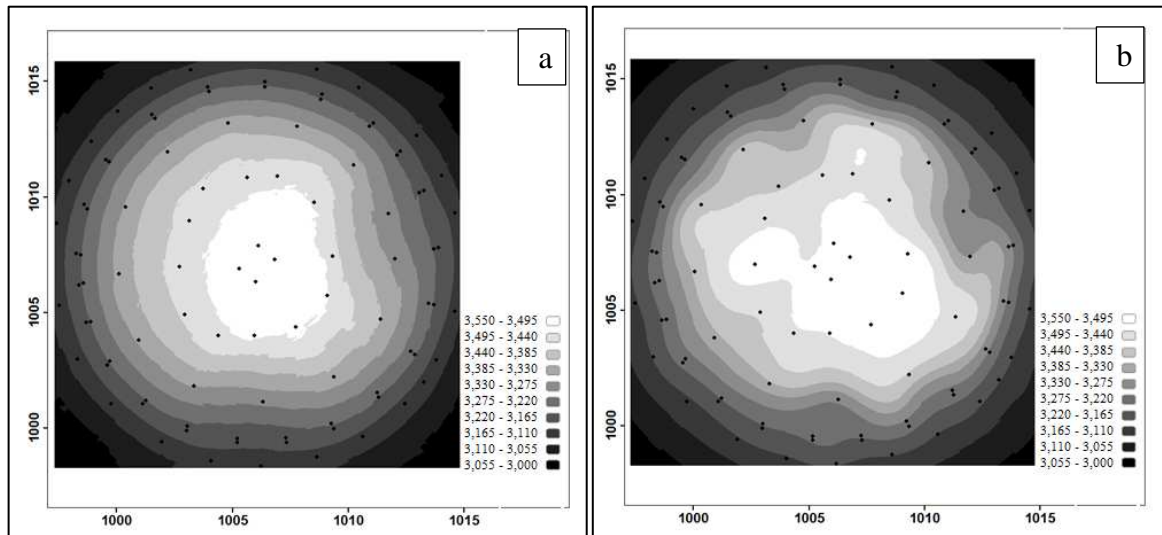 a
1015
1010
1005
1000
3,550 - 3,495
3,495 - 3,440
3,440 - 3,385
3,385 - 3,330
3,330 - 3,275
3,275 - 3,220
3,220 - 3,165
3,165 - 3,110
3,110 - 3,055
3,055 - 3,000
1000 1005 1010 1015
b
1015
1010
1005
1000
3,550 - 3,495
3,495 - 3,440
3,440 - 3,385
3,385 - 3,330
3,330 - 3,275
3,275 - 3,220
3,220 - 3,165
3,165 - 3,110
3,110 - 3,055
3,055 - 3,000
1000 1005 1010 1015